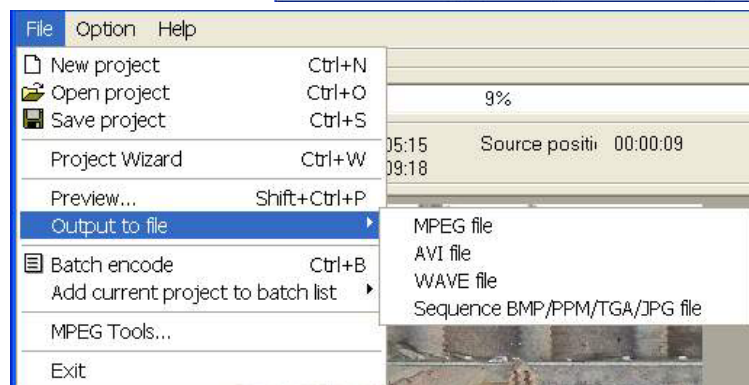 File Option Help
New project Ctrl+N
Open project Ctrl+O
Save project Ctrl+S
Project Wizard Ctrl+W
Preview... Shift+Ctrl+P
Output to file
Batch encode Ctrl+B
Add current project to batch list
MPEG Tools...
Exit
9%
05:15 Source positi 00:00:09
09:18
MPEG file
AVI file
WAVE file
Sequence BMP/PPM/TGA/JPG file